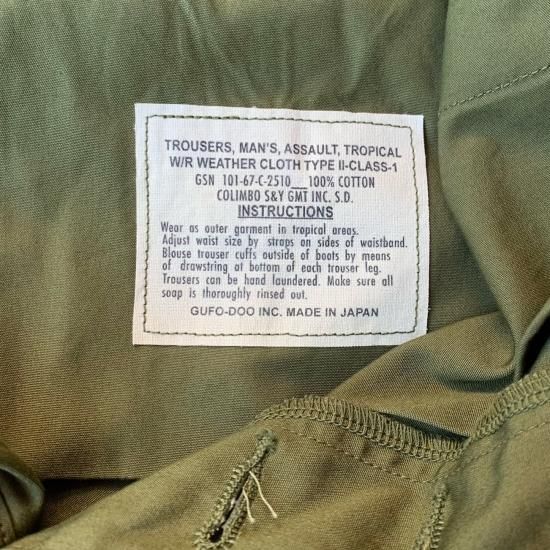 TROUSERS, MAN'S, ASSAULT, TROPICAL
W/R WEATHER CLOTH TYPE II-CLASS-1
GSN 101-67-C-2510__ 100% COTTON
COLIMBO S&Y GMT INC. S.D.
INSTRUCTIONS
Wear as outer garment in tropical areas.
Adjust waist size by straps on sides of waistband.
Blouse trouser cuffs outside of boots by means
of drawstring at bottom of each trouser leg.
Trousers can be hand laundered. Make sure all
soap is thoroughly rinsed out.
GUFO-DOO INC. MADE IN JAPAN